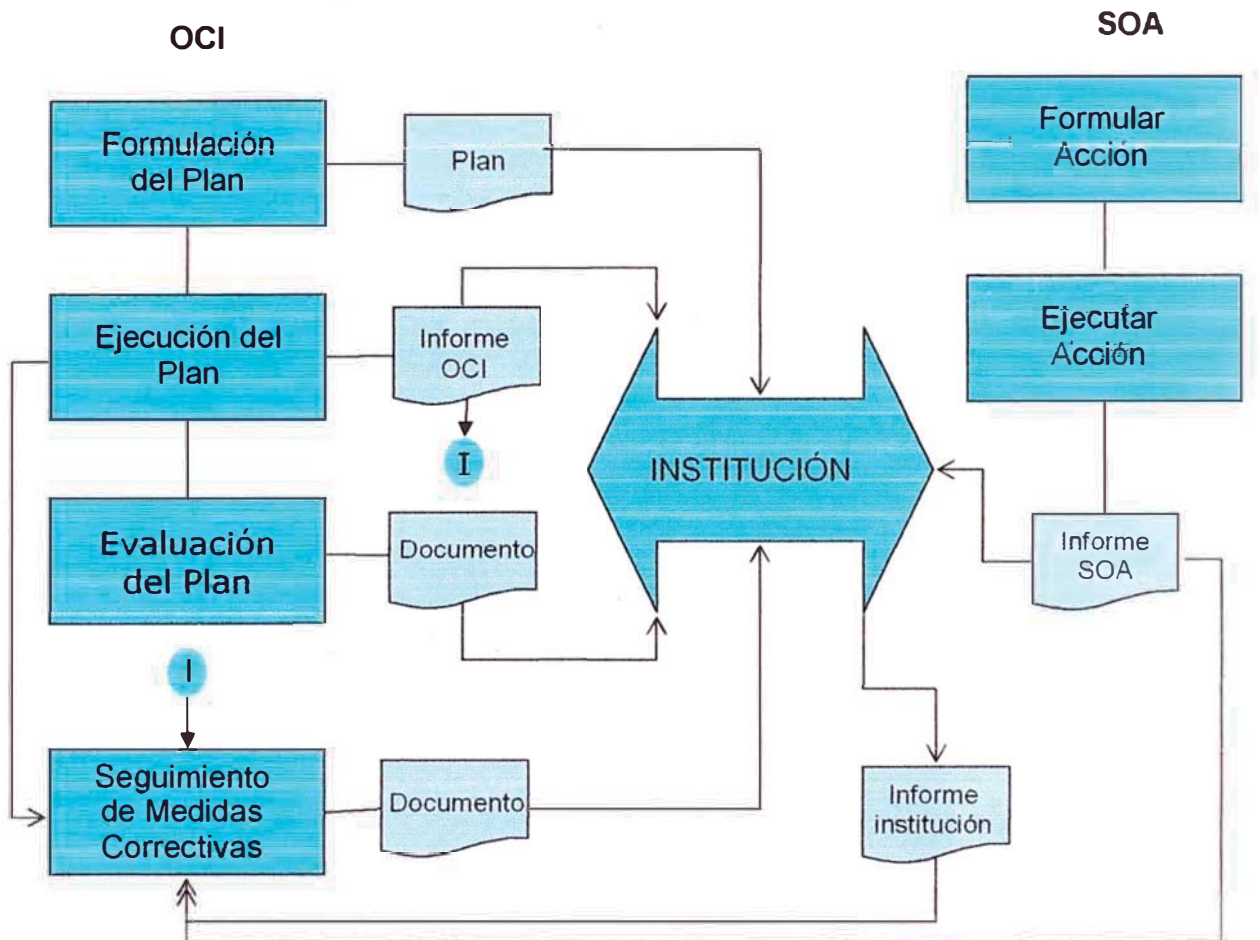 OCI
SOA
Formulación
del Plan
Plan
Formular
Acción
Ejecución del
Plan
Informe
OCI
I
Ejecutar
Acción
INSTITUCIÓN
Evaluación
del Plan
Documento
Informe
SOA
I
Seguimiento
de Medidas
Correctivas
Documento
Informe
institución